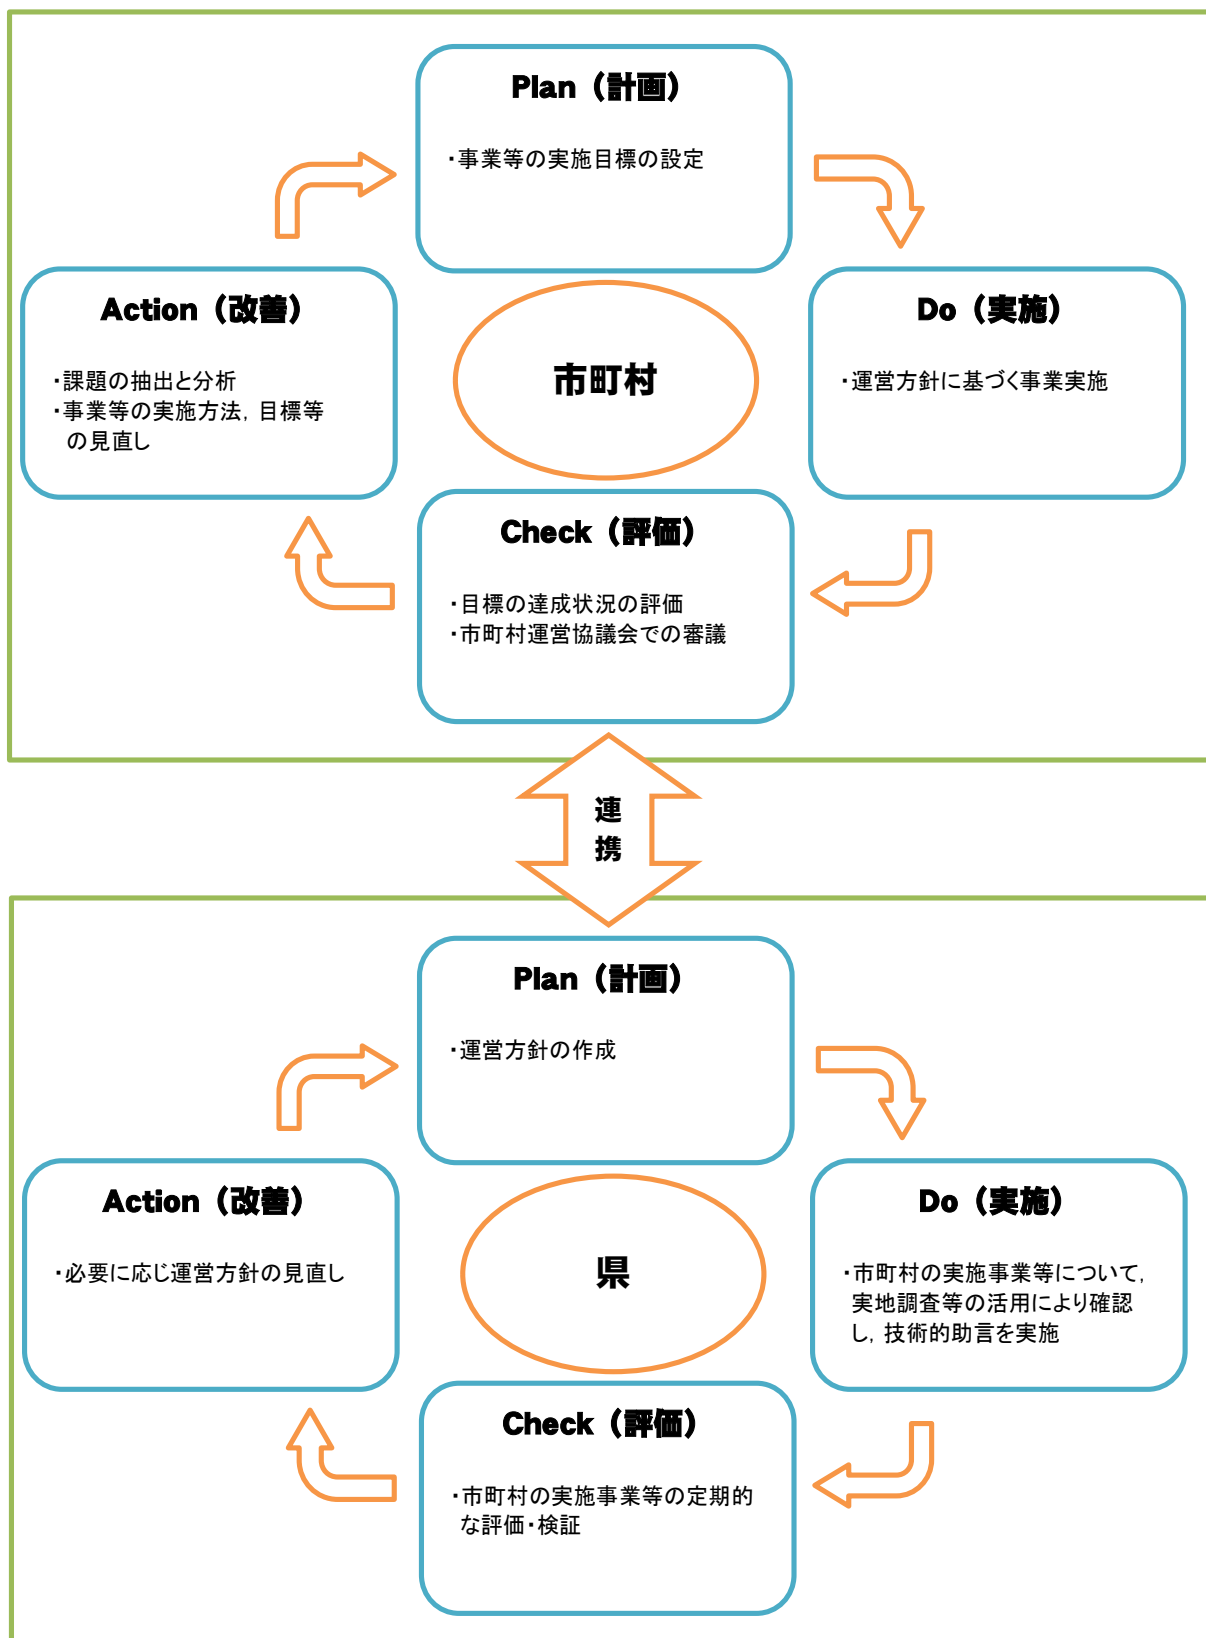 Plan（計画）
・事業等の実施目標の設定
Action（改善）
・課題の抽出と分析
・事業等の実施方法，目標等
の見直し
市町村
Do（実施）
・運営方針に基づく事業実施
Check（評価）
・目標の達成状況の評価
・市町村運営協議会での審議
連
携
Plan（計画）
・運営方針の作成
Action（改善）
・必要に応じ運営方針の見直し
県
Do（実施）
・市町村の実施事業等について，
実地調査等の活用により確認
し，技術的助言を実施
Check（評価）
・市町村の実施事業等の定期的
な評価・検証